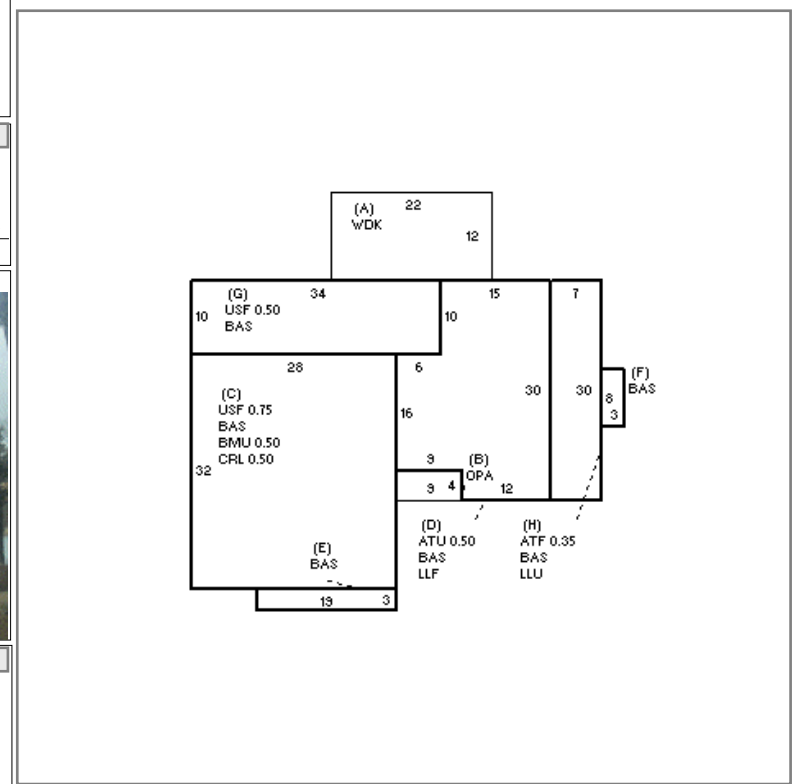 (A) 22
WDK
12
(G) 34 15 7
10 USF 0.50 10
BAS
28 6
(F)
BAS
30 30 8
3
(C)
USF 0.75
BAS
BMU 0.50
CRL 0.50
32
16
9 (B)
OPA
9 4 12
(D)
ATU 0.50
BAS
LLF
(H)
ATF 0.35
BAS
LLU
(E)
BAS
19 3